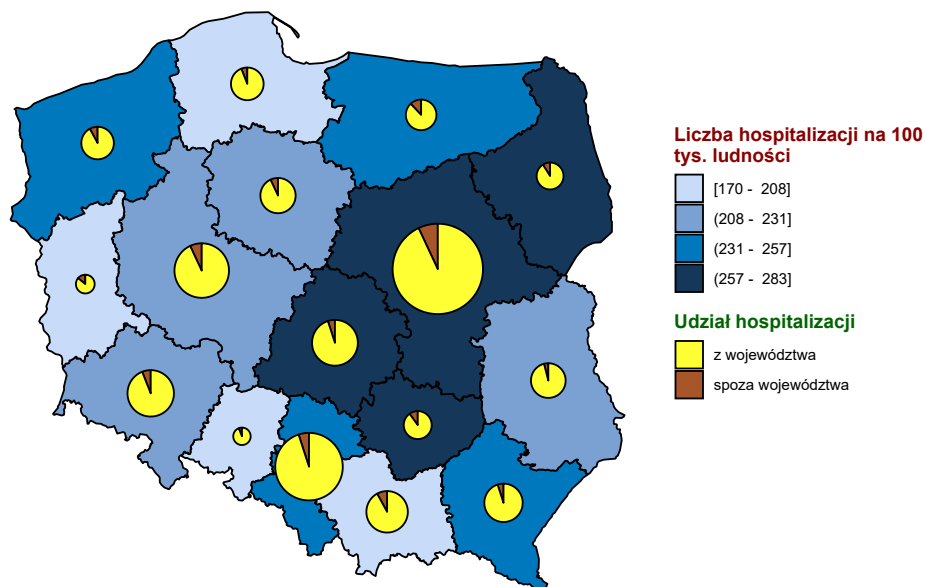 Liczba hospitalizacji na 100
tys. ludności
[170 - 208]
(208 - 231]
(231 - 257]
(257 - 283]
Udział hospitalizacji
z województwa
spoza województwa